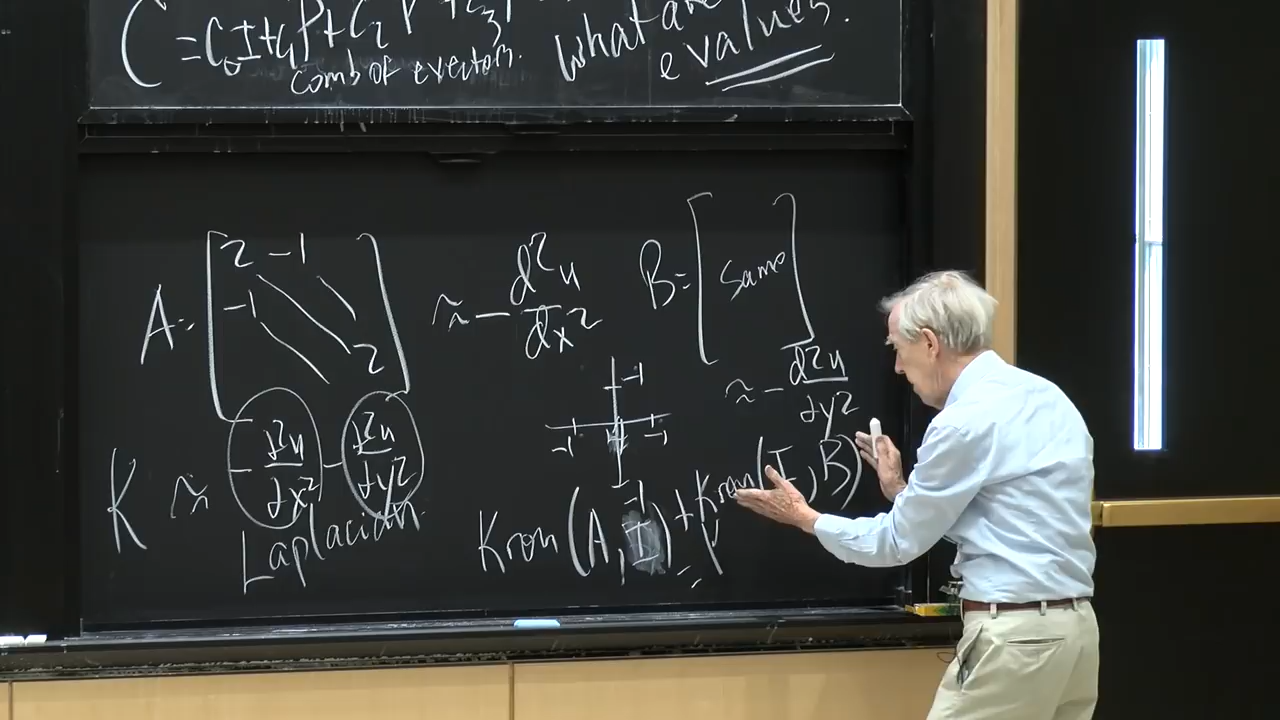 C = c₀I + c₁P + c₂P + c₃
comb of evectors.
what are
evalues.
A = [2 -1
-1
2]
≈ - d²u/dx²
B = [same]
≈ - d²u/dy²
-1
-1 -1
-1
K ≈ - d²u/dx² - d²u/dy²
Laplacian.
Kron(A, I) + Kron(I, B)